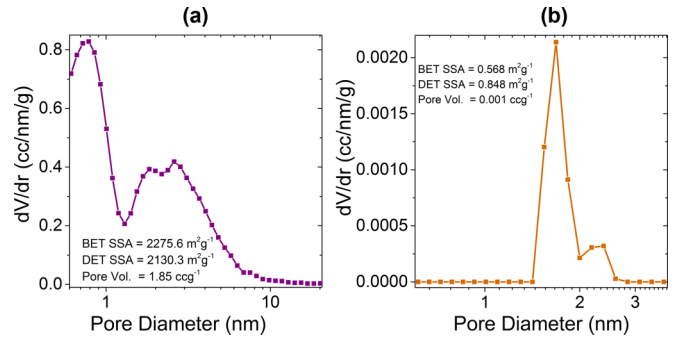 (a)
dV/dr (cc/nm/g)
0.8
0.6
0.4
0.2
0.0
BET SSA = 2275.6 m²g⁻¹
DET SSA = 2130.3 m²g⁻¹
Pore Vol. = 1.85 ccg⁻¹
1
10
Pore Diameter (nm)
(b)
dV/dr (cc/nm/g)
0.0020
0.0015
0.0010
0.0005
0.0000
BET SSA = 0.568 m²g⁻¹
DET SSA = 0.848 m²g⁻¹
Pore Vol. = 0.001 ccg⁻¹
1
2
3
Pore Diameter (nm)